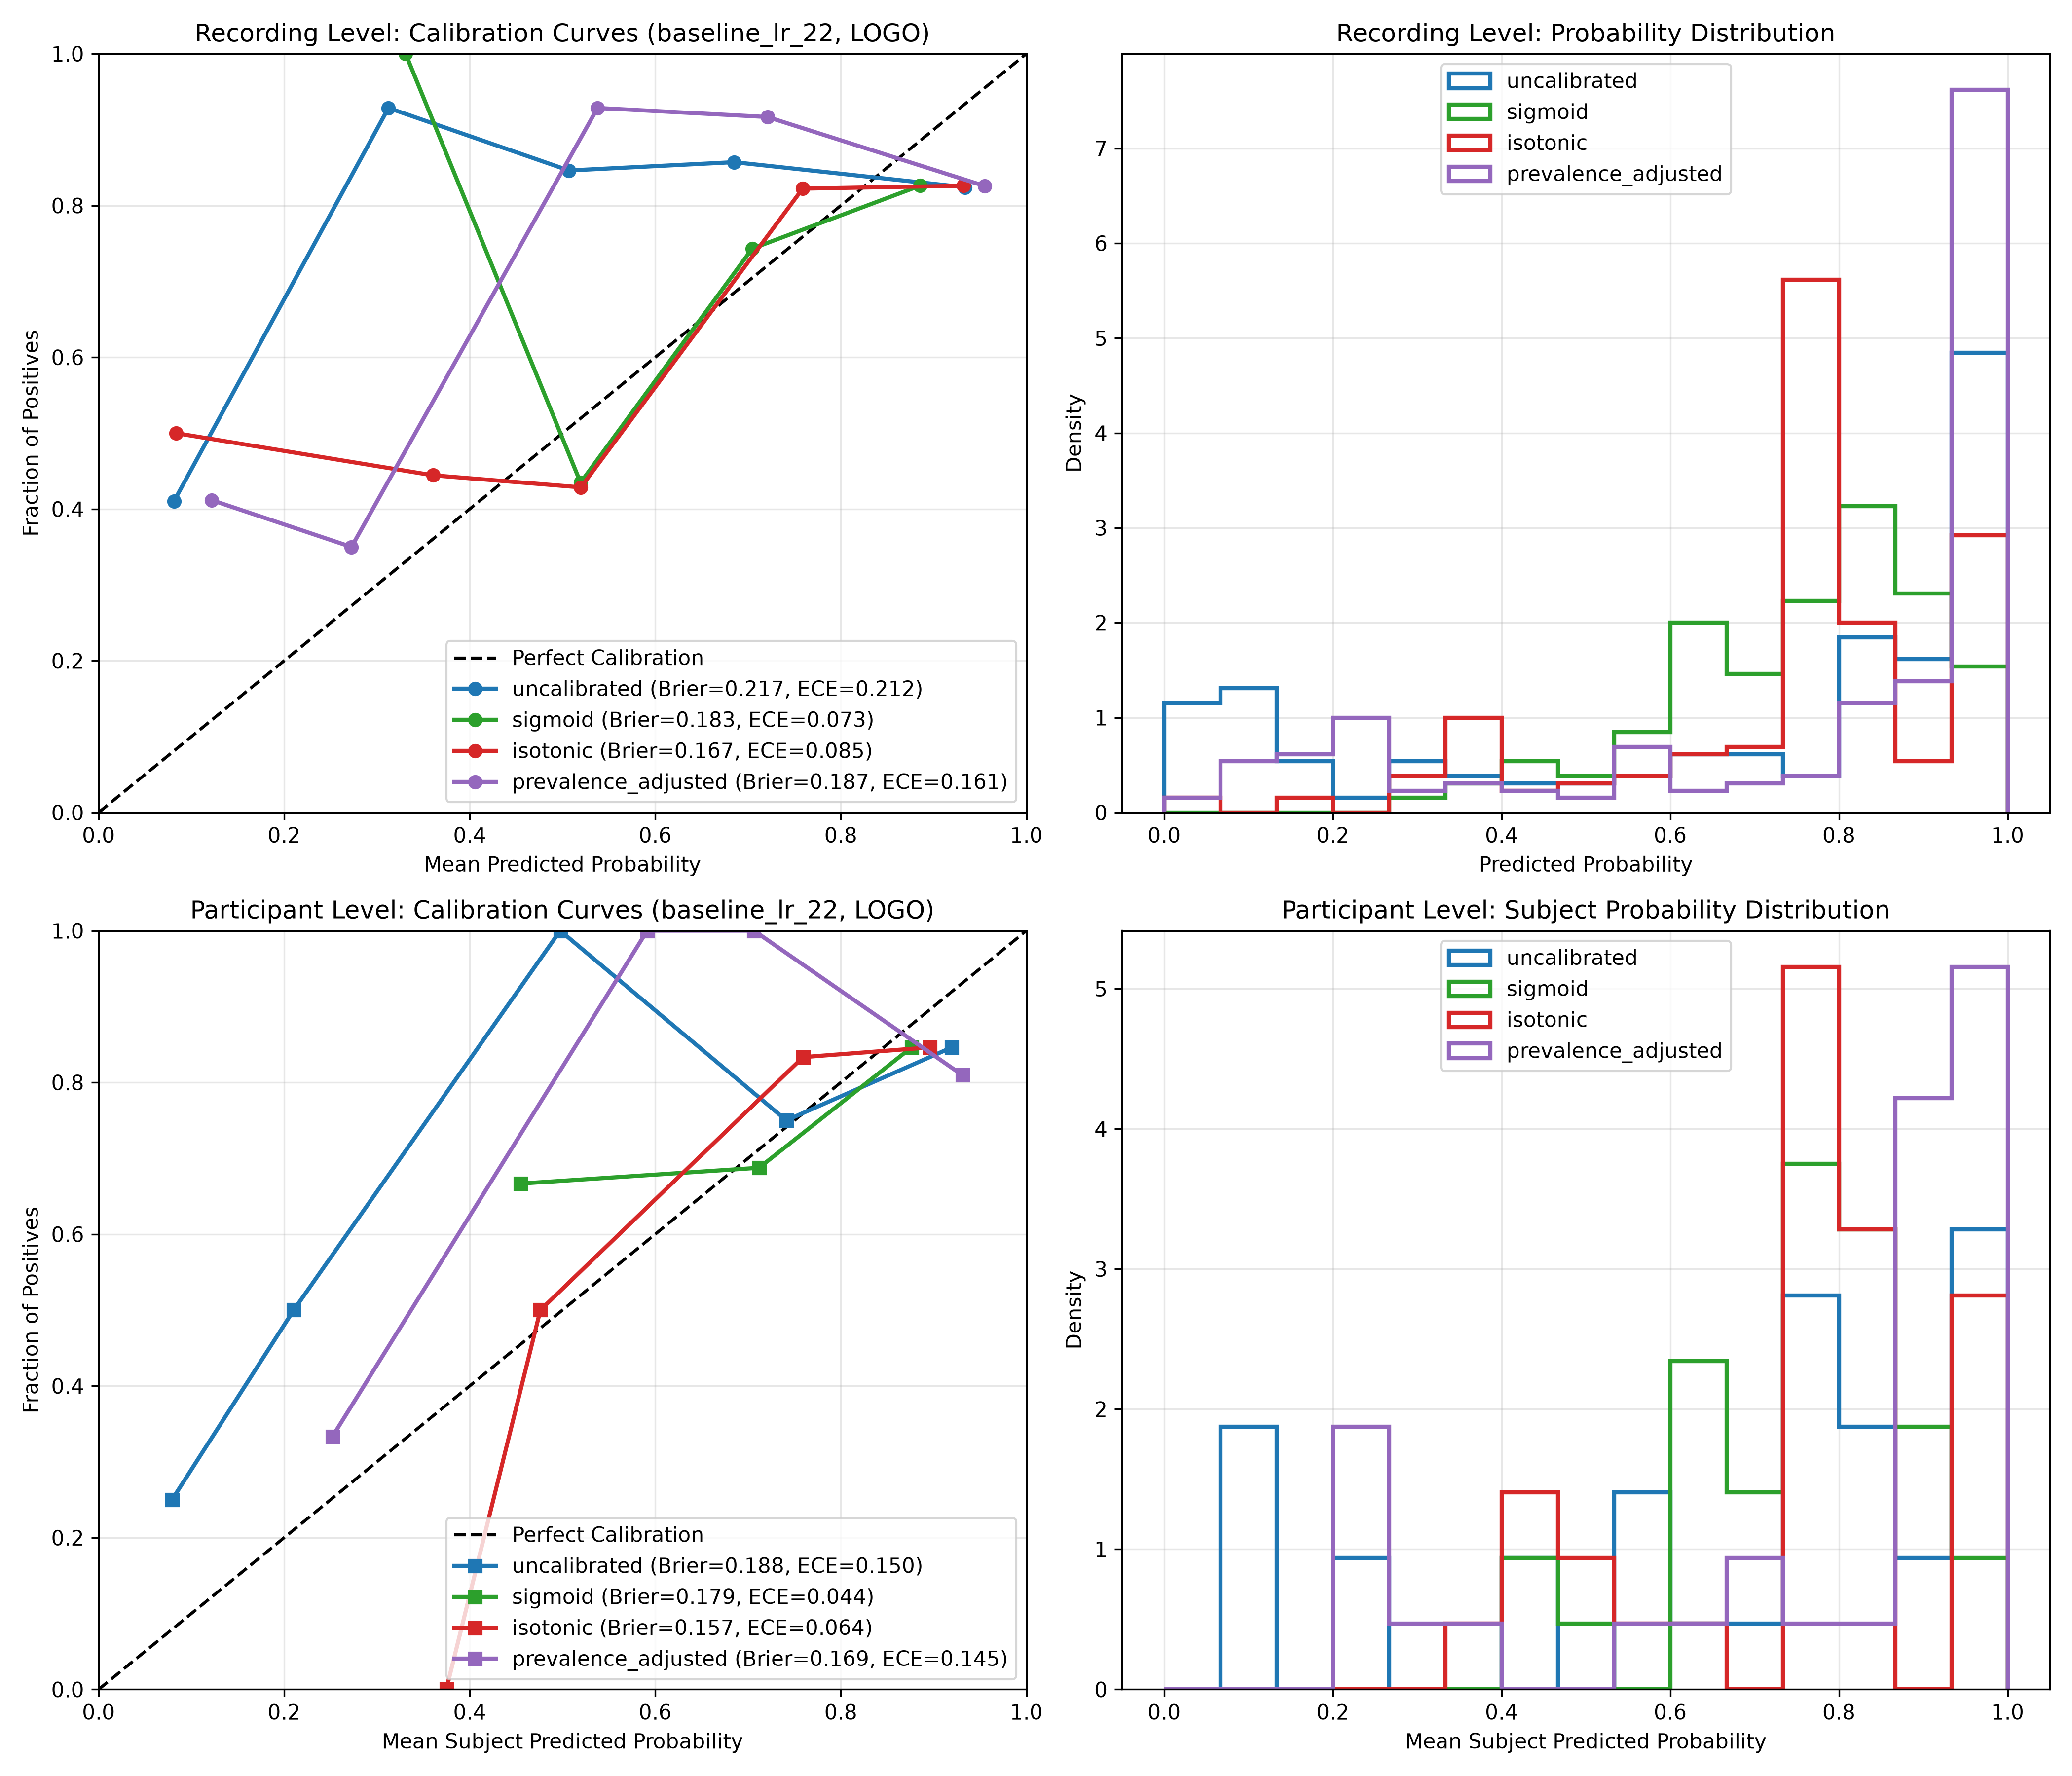 Recording Level: Calibration Curves (baseline_lr_22, LOGO)
1.0
0.8
0.6
0.4
0.2
0.0
Fraction of Positives
Perfect Calibration
uncalibrated (Brier=0.217, ECE=0.212)
sigmoid (Brier=0.183, ECE=0.073)
isotonic (Brier=0.167, ECE=0.085)
prevalence_adjusted (Brier=0.187, ECE=0.161)
0.0 0.2 0.4 0.6 0.8 1.0
Mean Predicted Probability
Recording Level: Probability Distribution
uncalibrated
sigmoid
isotonic
prevalence_adjusted
7
6
5
4
3
2
1
0
Density
0.0 0.2 0.4 0.6 0.8 1.0
Predicted Probability
Participant Level: Calibration Curves (baseline_lr_22, LOGO)
1.0
0.8
0.6
0.4
0.2
0.0
Fraction of Positives
Perfect Calibration
uncalibrated (Brier=0.188, ECE=0.150)
sigmoid (Brier=0.179, ECE=0.044)
isotonic (Brier=0.157, ECE=0.064)
prevalence_adjusted (Brier=0.169, ECE=0.145)
0.0 0.2 0.4 0.6 0.8 1.0
Mean Subject Predicted Probability
Participant Level: Subject Probability Distribution
uncalibrated
sigmoid
isotonic
prevalence_adjusted
5
4
3
2
1
0
Density
0.0 0.2 0.4 0.6 0.8 1.0
Mean Subject Predicted Probability